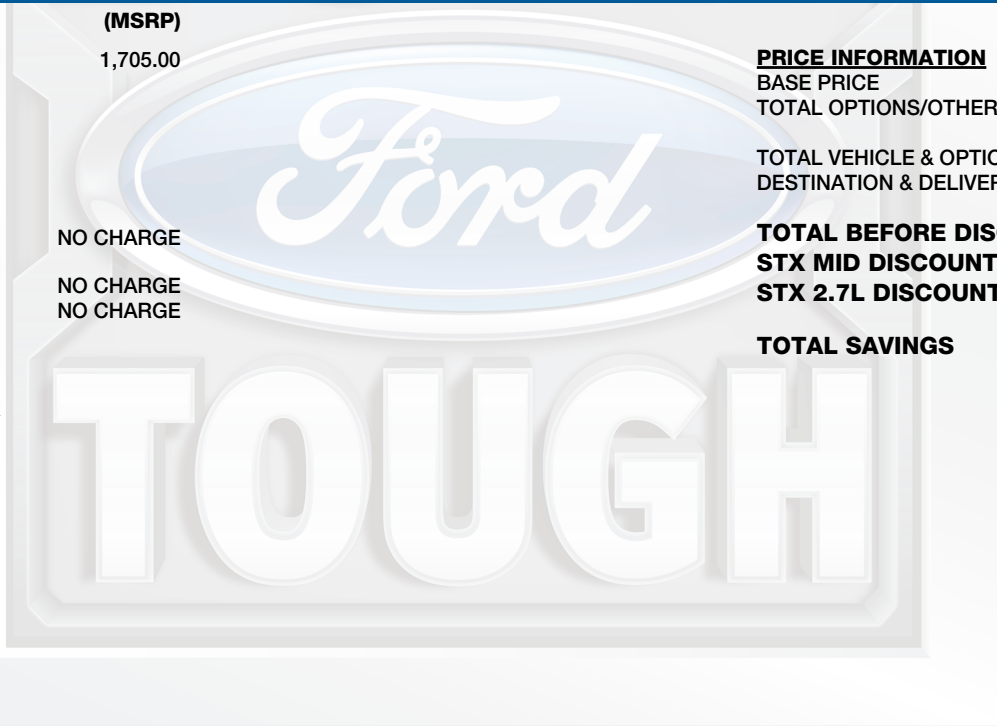 (MSRP)
1,705.00
NO CHARGE
NO CHARGE
NO CHARGE
PRICE INFORMATION
BASE PRICE
TOTAL OPTIONS/OTHER
TOTAL VEHICLE & OPTIO
DESTINATION & DELIVER
TOTAL BEFORE DIS
STX MID DISCOUNT
STX 2.7L DISCOUNT
TOTAL SAVINGS
Ford
TOUGH